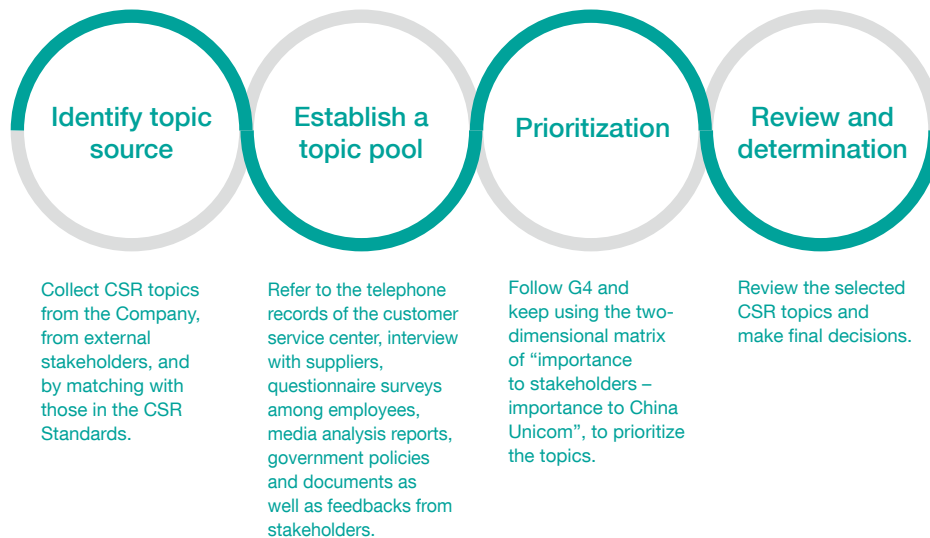 Identify topic
source
Establish a
topic pool
Prioritization
Review and
determination
Collect CSR topics
from the Company,
from external
stakeholders, and
by matching with
those in the CSR
Standards.
Refer to the telephone
records of the customer
service center, interview
with suppliers,
questionnaire surveys
among employees,
media analysis reports,
government policies
and documents as
well as feedbacks from
stakeholders.
Follow G4 and
keep using the two-
dimensional matrix
of “importance
to stakeholders –
importance to China
Unicom”, to prioritize
the topics.
Review the selected
CSR topics and
make final decisions.